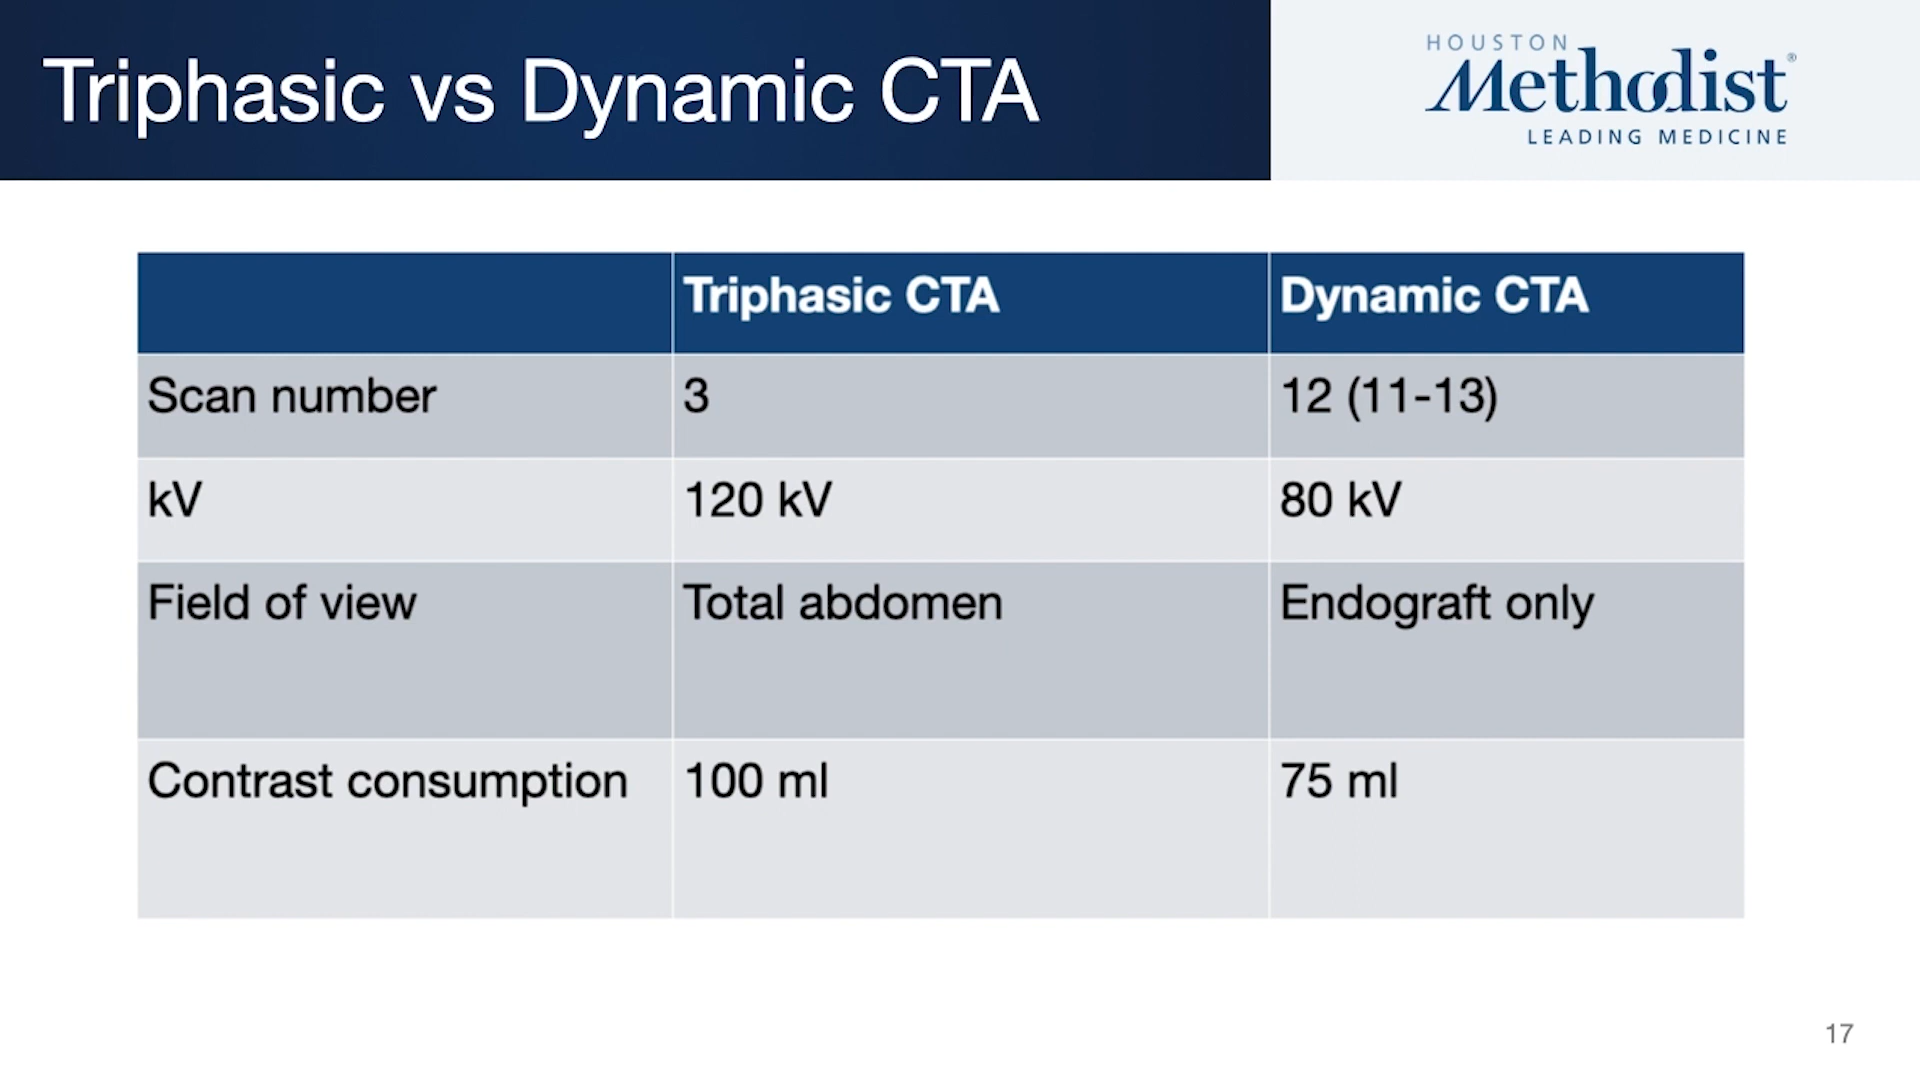 Triphasic vs Dynamic CTA
HOUSTON
Methodist®
LEADING MEDICINE
Triphasic CTA Dynamic CTA
Scan number 3 12 (11-13)
kV 120 kV 80 kV
Field of view Total abdomen Endograft only
Contrast consumption 100 ml 75 ml
17